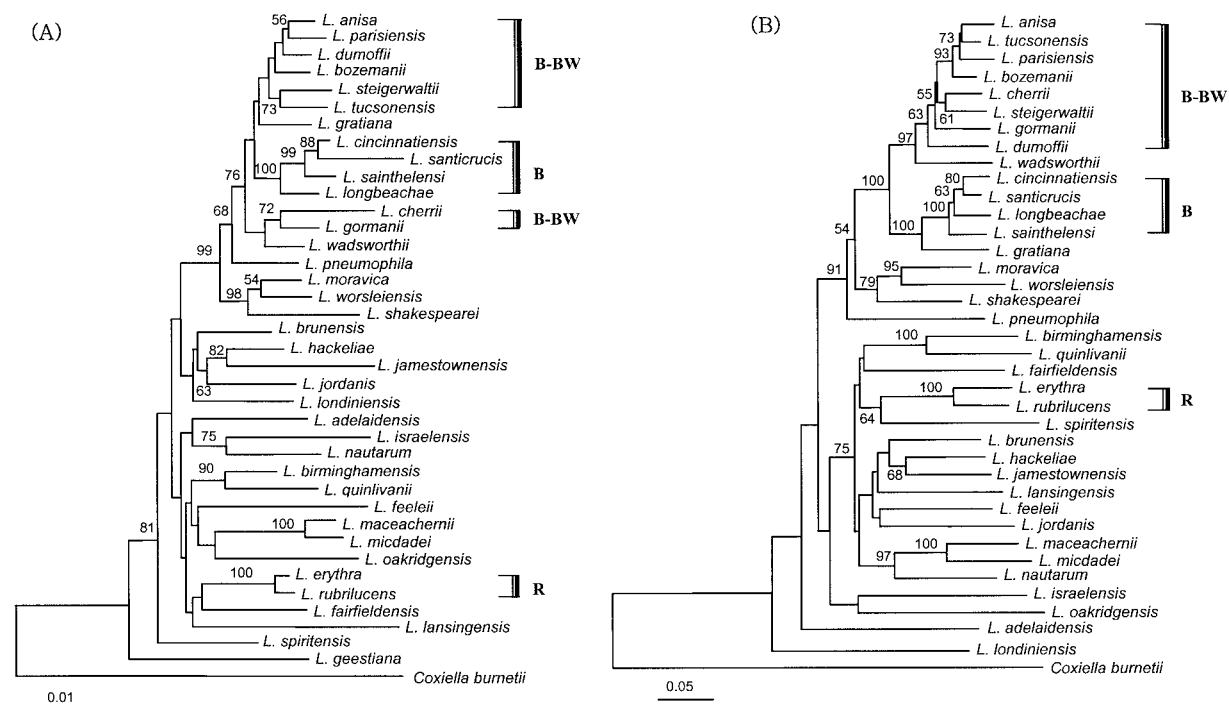 (A)
56
L. anisa
L. parisiensis
L. dumoffii
L. bozemanii
B-BW
L. steigerwaltii
73
L. tucsonensis
L. gratiana
88
L. cincinnatiensis
99
L. santicrucis
100
L. sainthelensi
B
76
L. longbeachae
72
L. cherrii
68
L. gormanii
B-BW
L. wadsworthii
99
L. pneumophila
54
L. moravica
98
L. worsleiensis
L. shakespearei
L. brunensis
82
L. hackeliae
L. jamestownensis
63
L. jordanis
L. londiniensis
L. adelaidensis
75
L. israelensis
L. nautarum
90
L. birminghamensis
L. quinlivanii
L. feeleii
100
L. maceachernii
81
L. micdadei
L. oakridgensis
100
L. erythra
L. rubrilucens
R
L. fairfieldensis
L. lansingensis
L. spiritensis
L. geestiana
Coxiella burnetii
0.01
(B)
L. anisa
73
L. tucsonensis
93
L. parisiensis
L. bozemanii
B-BW
55
L. cherrii
63
L. steigerwaltii
61
L. gormanii
97
L. dumoffii
L. wadsworthii
80
L. cincinnatiensis
100
63
L. santicrucis
B
100
L. longbeachae
100
L. sainthelensi
54
L. gratiana
91
95
L. moravica
79
L. worsleiensis
L. shakespearei
L. pneumophila
100
L. birminghamensis
L. quinlivanii
L. fairfieldensis
100
L. erythra
R
L. rubrilucens
64
L. spiritensis
75
L. brunensis
L. hackeliae
68
L. jamestownensis
L. lansingensis
L. feeleii
L. jordanis
100
L. maceachernii
97
L. micdadei
L. nautarum
L. israelensis
L. oakridgensis
L. adelaidensis
L. londiniensis
Coxiella burnetii
0.05